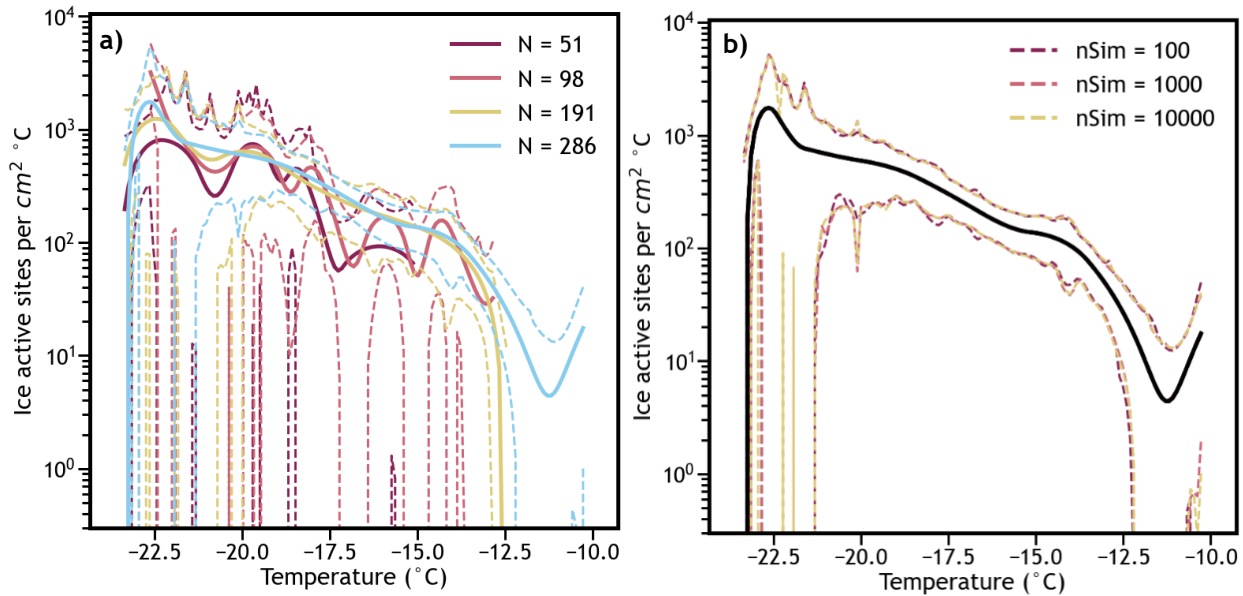 a)
N = 51
N = 98
N = 191
N = 286
10⁴
10³
10²
10¹
10⁰
Ice active sites per cm² °C
−22.5 −20.0 −17.5 −15.0 −12.5 −10.0
Temperature (°C)
b)
nSim = 100
nSim = 1000
nSim = 10000
10⁴
10³
10²
10¹
10⁰
Ice active sites per cm² °C
−22.5 −20.0 −17.5 −15.0 −12.5 −10.0
Temperature (°C)